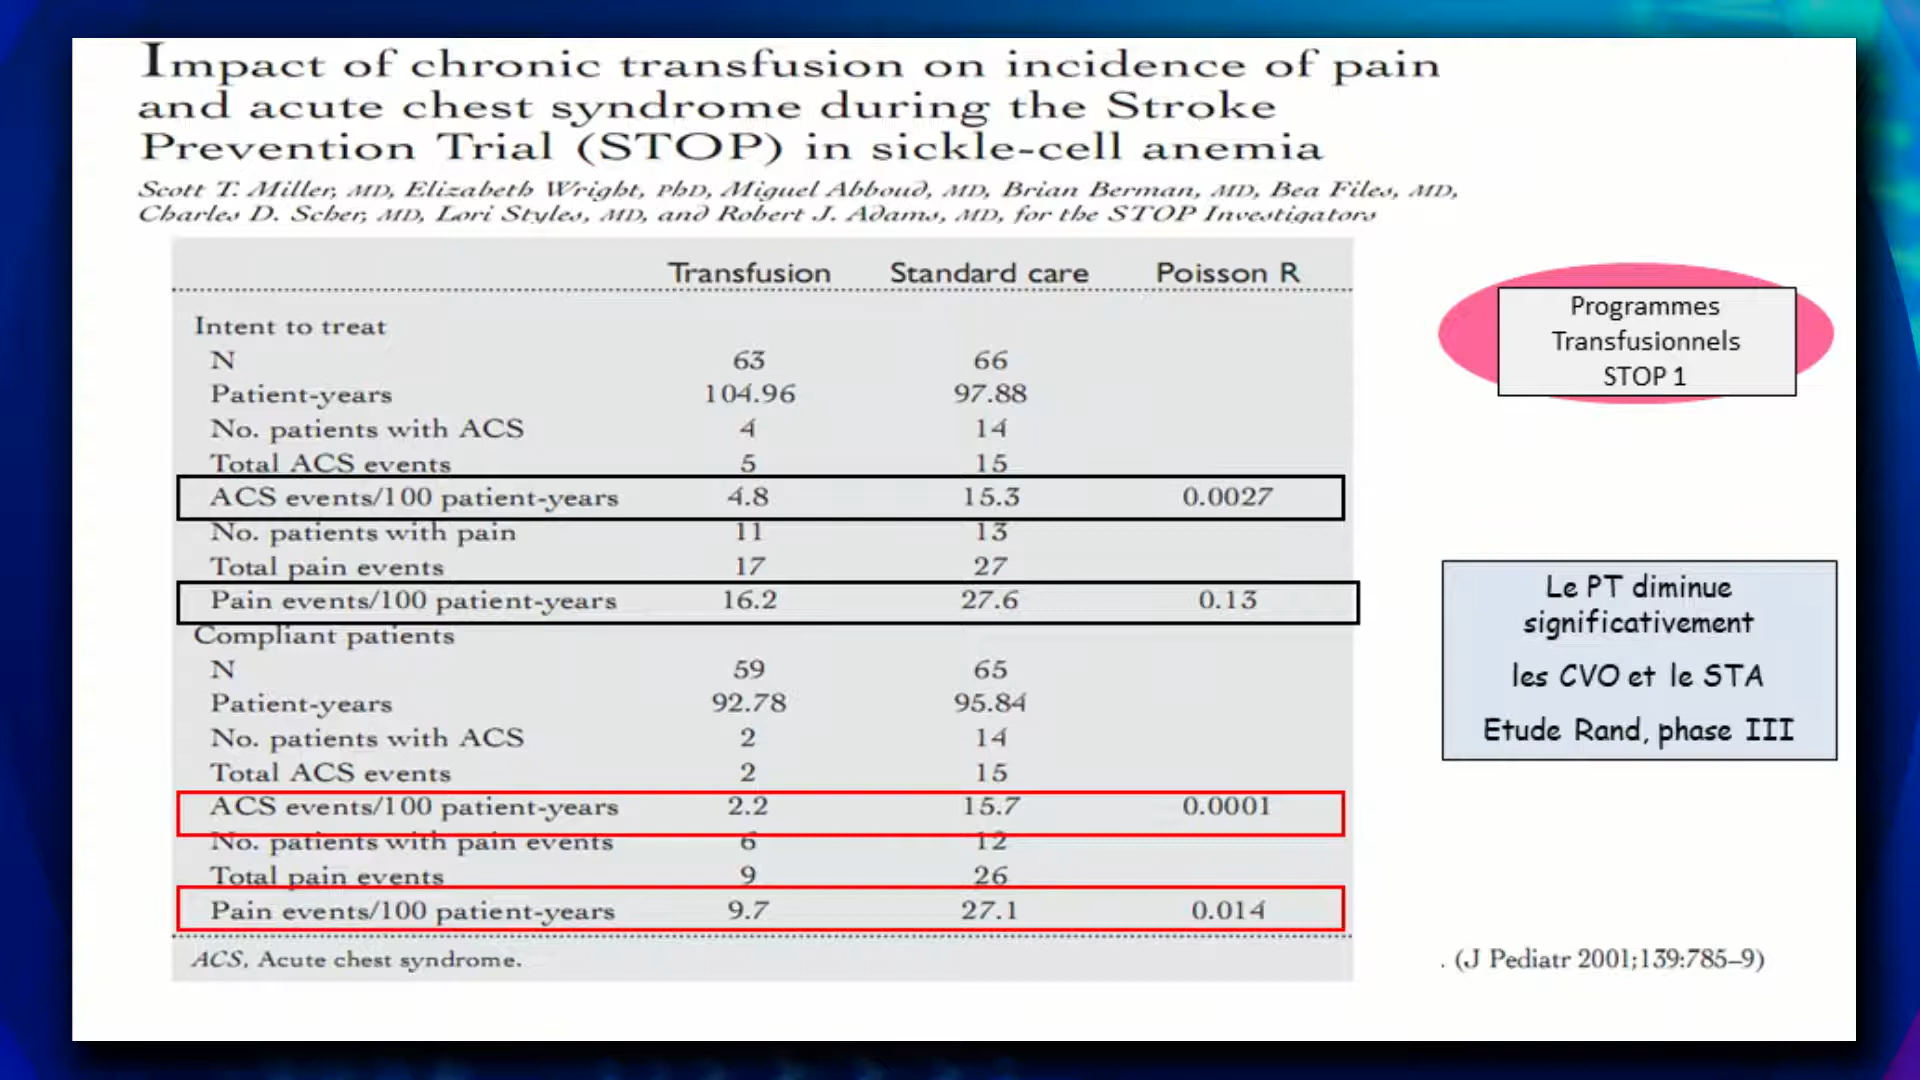 Impact of chronic transfusion on incidence of pain
and acute chest syndrome during the Stroke
Prevention Trial (STOP) in sickle-cell anemia
Scott T. Miller, MD, Elizabeth Wright, PhD, Miguel Abboud, MD, Brian Berman, MD, Bea Files, MD,
Charles D. Scher, MD, Lori Styles, MD, and Robert J. Adams, MD, for the STOP Investigators
Transfusion Standard care Poisson R
Intent to treat
N 63 66
Patient-years 104.96 97.88
No. patients with ACS 4 14
Total ACS events 5 15
ACS events/100 patient-years 4.8 15.3 0.0027
No. patients with pain 11 13
Total pain events 17 27
Pain events/100 patient-years 16.2 27.6 0.13
Compliant patients
N 59 65
Patient-years 92.78 95.84
No. patients with ACS 2 14
Total ACS events 2 15
ACS events/100 patient-years 2.2 15.7 0.0001
No. patients with pain events 6 12
Total pain events 9 26
Pain events/100 patient-years 9.7 27.1 0.014
ACS, Acute chest syndrome.
Programmes
Transfusionnels
STOP 1
Le PT diminue
significativement
les CVO et le STA
Etude Rand, phase III
. (J Pediatr 2001;139:785–9)